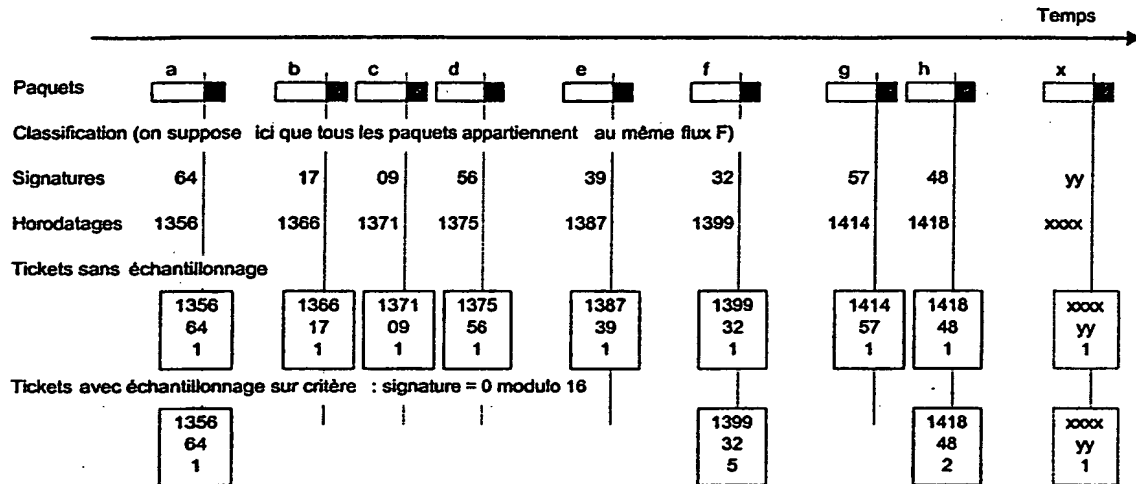 Temps
a b c d e f g h x
Paquets
Classification (on suppose ici que tous les paquets appartiennent au même flux F)
Signatures 64 17 09 56 39 32 57 48 yy
Horodatages 1356 1366 1371 1375 1387 1399 1414 1418 xxxx
Tickets sans échantillonnage
1356 1366 1371 1375 1387 1399 1414 1418 xxxx
64 17 09 56 39 32 57 48 yy
1 1 1 1 1 1 1 1 1
Tickets avec échantillonnage sur critère : signature = 0 modulo 16
1356 1399 1418 xxxx
64 32 48 yy
1 5 2 1